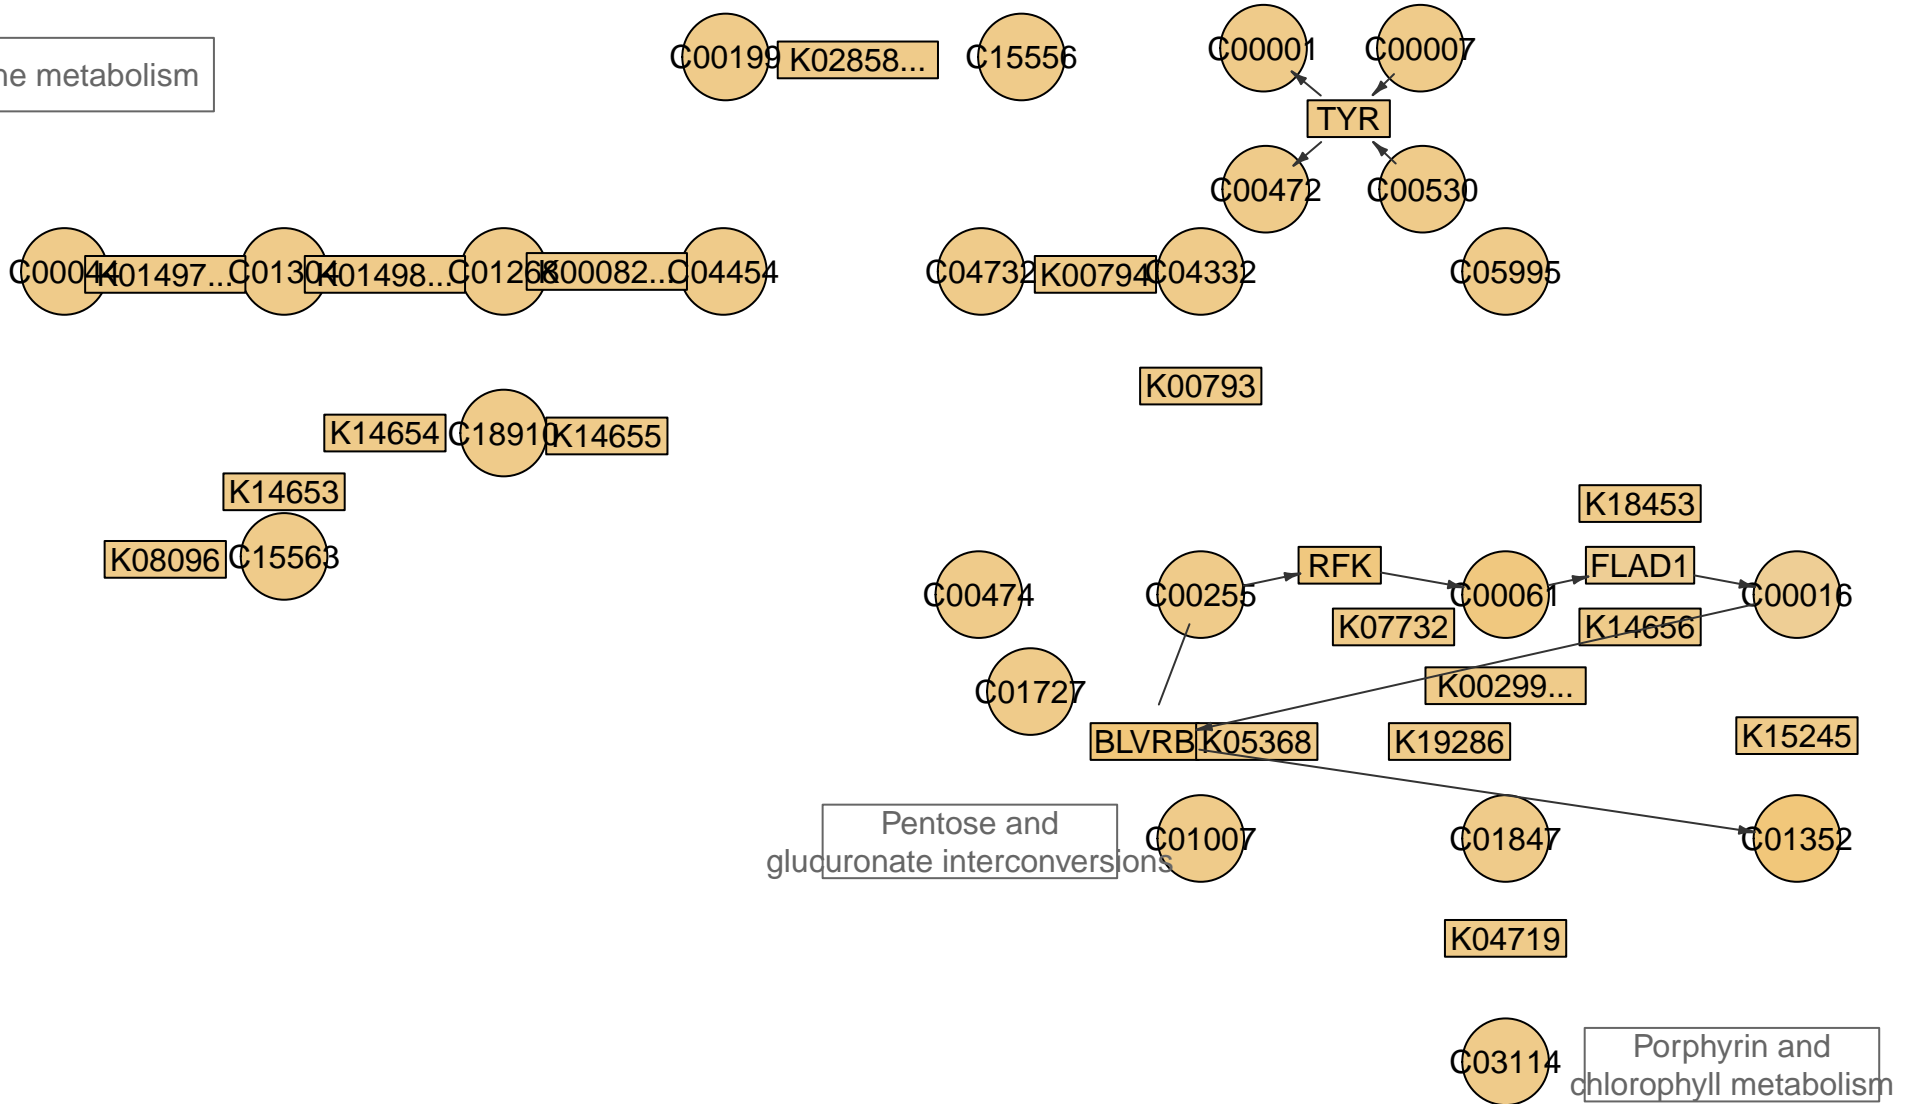 C00001
C00007
C00199
K02858...
C15556
ne metabolism
TYR
C00472
C00530
C00044
K01497...
C01304
K01498...
C01268
K00082...
C04454
C04732
K00794
C04332
C05995
K00793
K14654
C18910
K14655
K14653
K18453
K08096
C15563
RFK
FLAD1
C00474
C00255
C00061
C00016
K07732
K14656
C01727
K00299...
BLVRB
K05368
K19286
K15245
Pentose and
glucuronate interconversions
C01007
C01847
C01352
K04719
C03114
Porphyrin and
chlorophyll metabolism